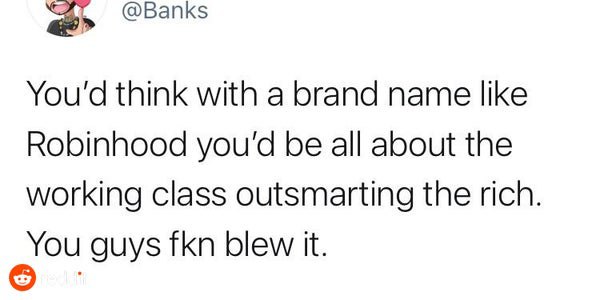 @Banks
You'd think with a brand name like
Robinhood you'd be all about the
working class outsmarting the rich.
You guys fkn blew it.
reddit